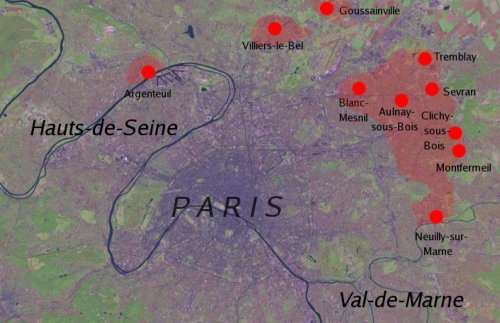 Goussainville
Villiers-le-Bel
Tremblay
Argenteuil
Sevran
Blanc-
Mesnil
Aulnay-
sous-Bois
Clichy-
sous-
Bois
Hauts-de-Seine
Montfermeil
PARIS
Neuilly-sur-
Marne
Val-de-Marne